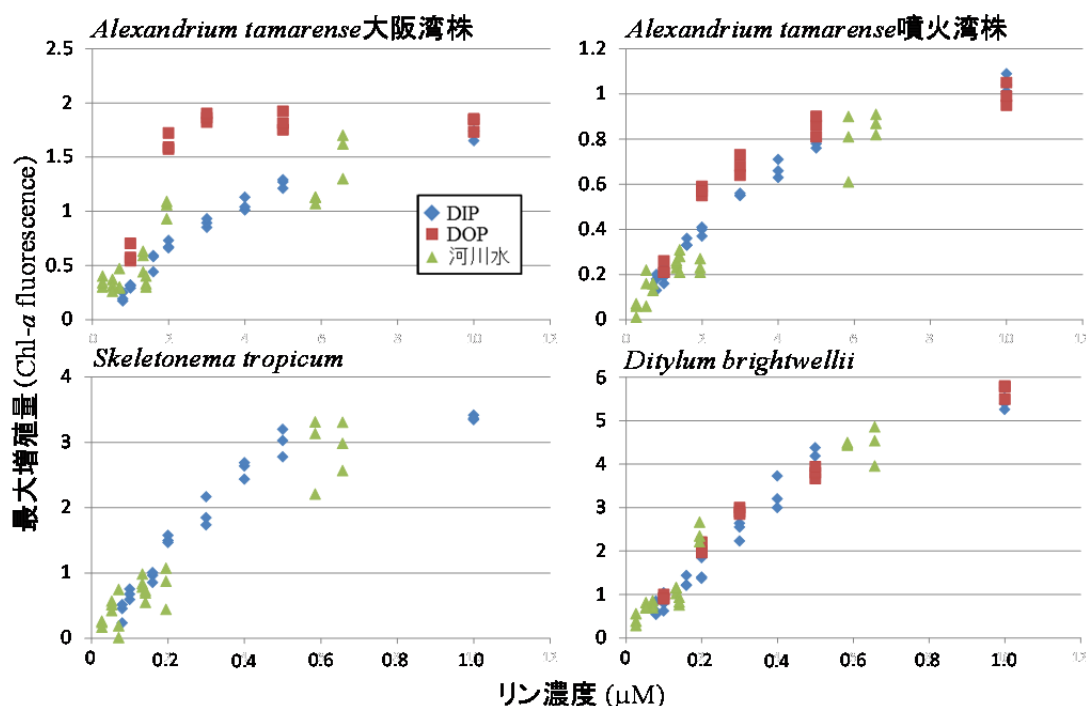 Alexandrium tamarense大阪湾株
Alexandrium tamarense噴火湾株
最大増殖量 (Chl-a fluorescence)
2.5
2
1.5
1
0.5
0
DIP
DOP
河川水
1.2
1
0.8
0.6
0.4
0.2
0
Skeletonema tropicum
Ditylum brightwellii
4
3
2
1
0
0 0.2 0.4 0.6 0.8 1.0
6
5
4
3
2
1
0
0 0.2 0.4 0.6 0.8 1.0
リン濃度 (μM)